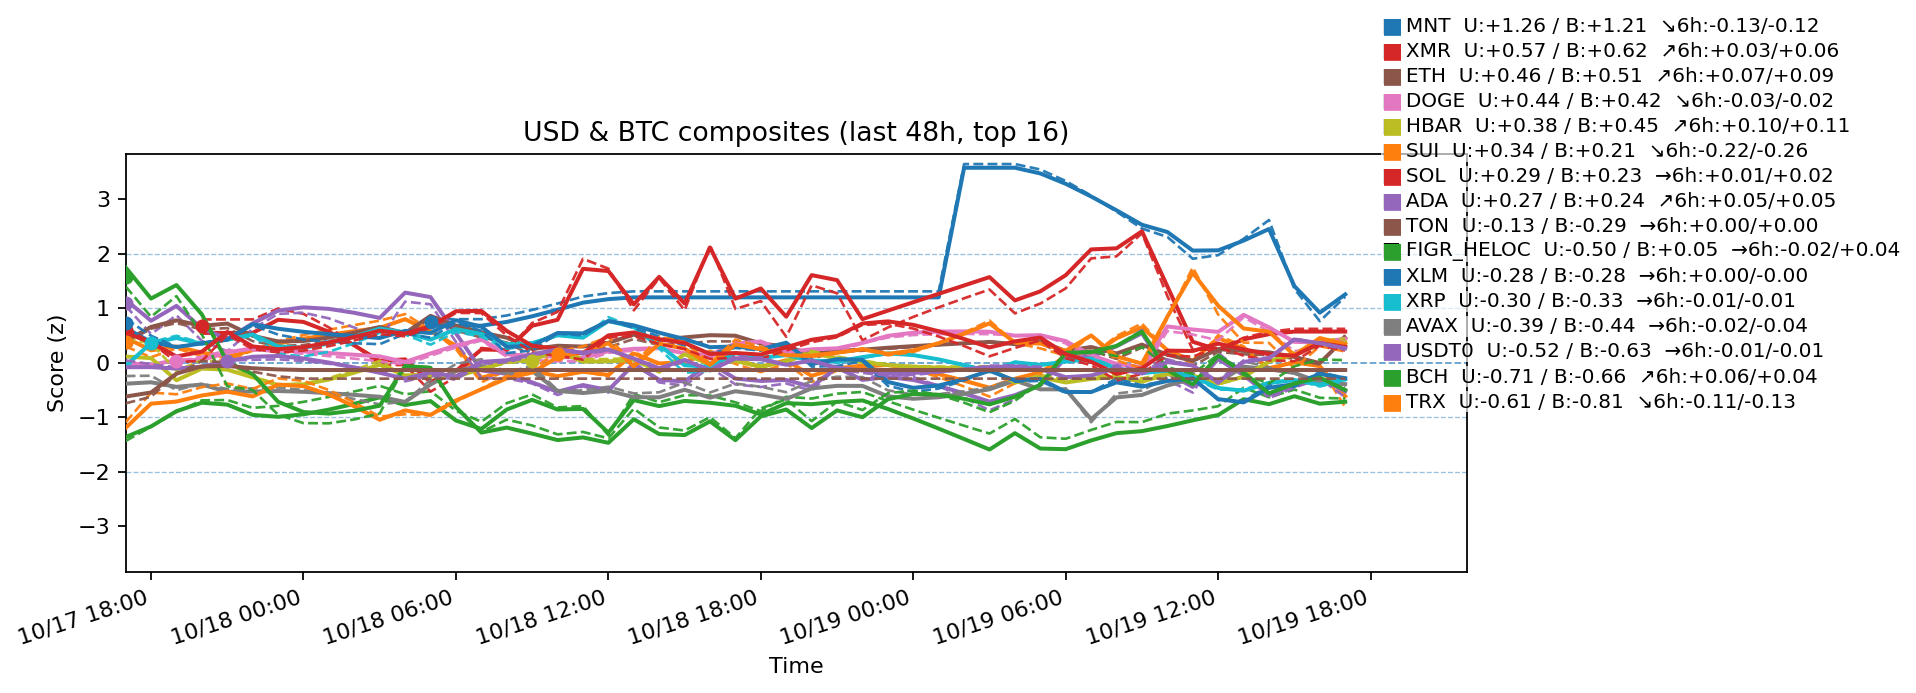 MNT U:+1.26 / B:+1.21 ↘6h:-0.13/-0.12
XMR U:+0.57 / B:+0.62 ↗6h:+0.03/+0.06
ETH U:+0.46 / B:+0.51 ↗6h:+0.07/+0.09
DOGE U:+0.44 / B:+0.42 ↘6h:-0.03/-0.02
HBAR U:+0.38 / B:+0.45 ↗6h:+0.10/+0.11
SUI U:+0.34 / B:+0.21 ↘6h:-0.22/-0.26
SOL U:+0.29 / B:+0.23 →6h:+0.01/+0.02
ADA U:+0.27 / B:+0.24 ↗6h:+0.05/+0.05
TON U:-0.13 / B:-0.29 →6h:+0.00/+0.00
FIGR_HELOC U:-0.50 / B:+0.05 →6h:-0.02/+0.04
XLM U:-0.28 / B:-0.28 →6h:+0.00/-0.00
XRP U:-0.30 / B:-0.33 →6h:-0.01/-0.01
AVAX U:-0.39 / B:-0.44 →6h:-0.02/-0.04
USDT0 U:-0.52 / B:-0.63 →6h:-0.01/-0.01
BCH U:-0.71 / B:-0.66 ↗6h:+0.06/+0.04
TRX U:-0.61 / B:-0.81 ↘6h:-0.11/-0.13
USD & BTC composites (last 48h, top 16)
Score (z)
3
2
1
0
−1
−2
−3
10/17 18:00
10/18 00:00
10/18 06:00
10/18 12:00
10/18 18:00
10/19 00:00
10/19 06:00
10/19 12:00
10/19 18:00
Time